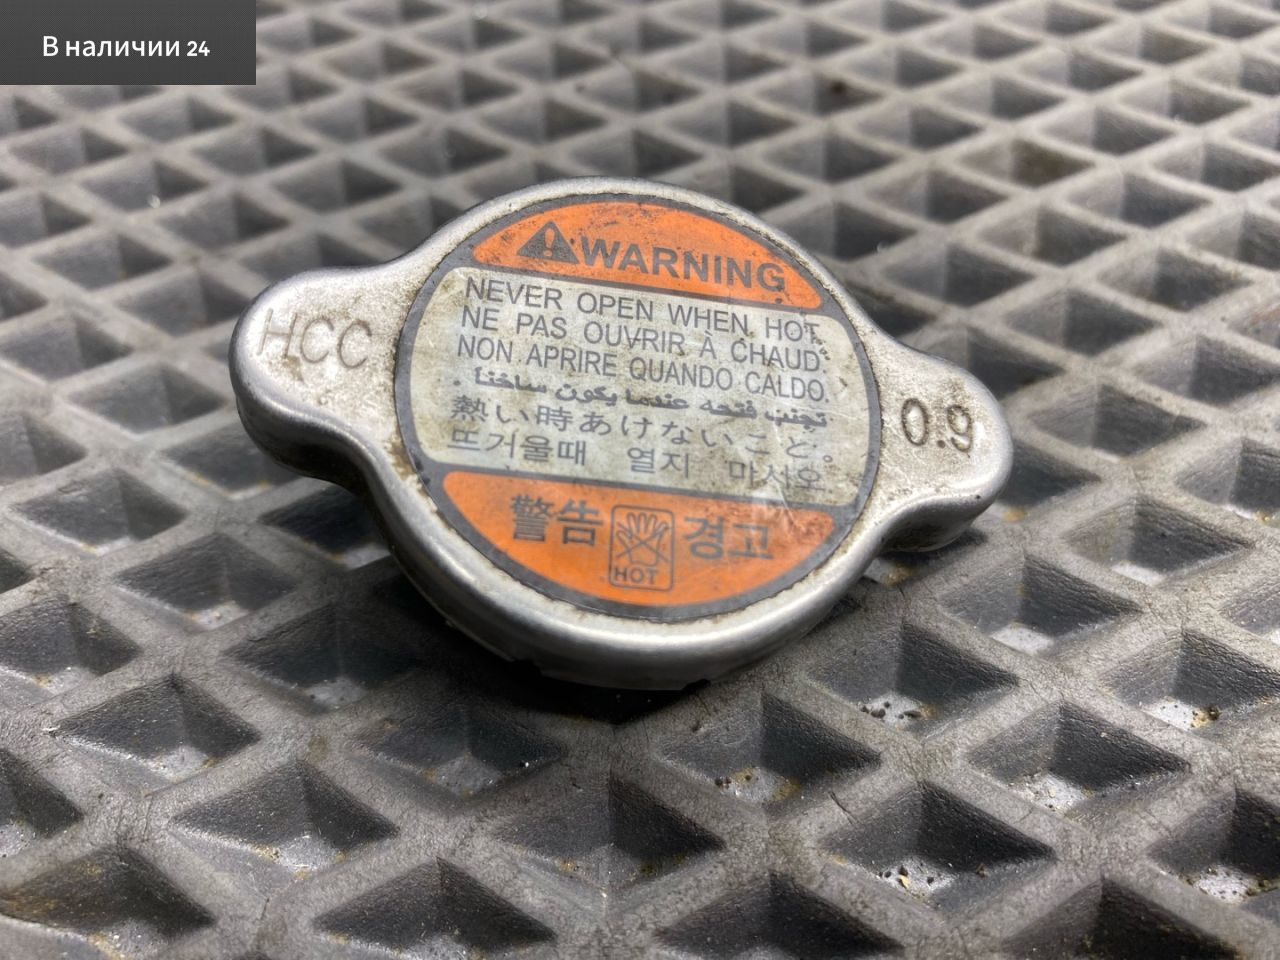 В наличии 24
WARNING
NEVER OPEN WHEN HOT.
NE PAS OUVRIR À CHAUD.
NON APRIRE QUANDO CALDO.
تجنب فتحه عندما يكون ساخنا .
熱い時あけないこと。
뜨거울때 열지 마시오
警告 경고
HOT
HCC
0.9